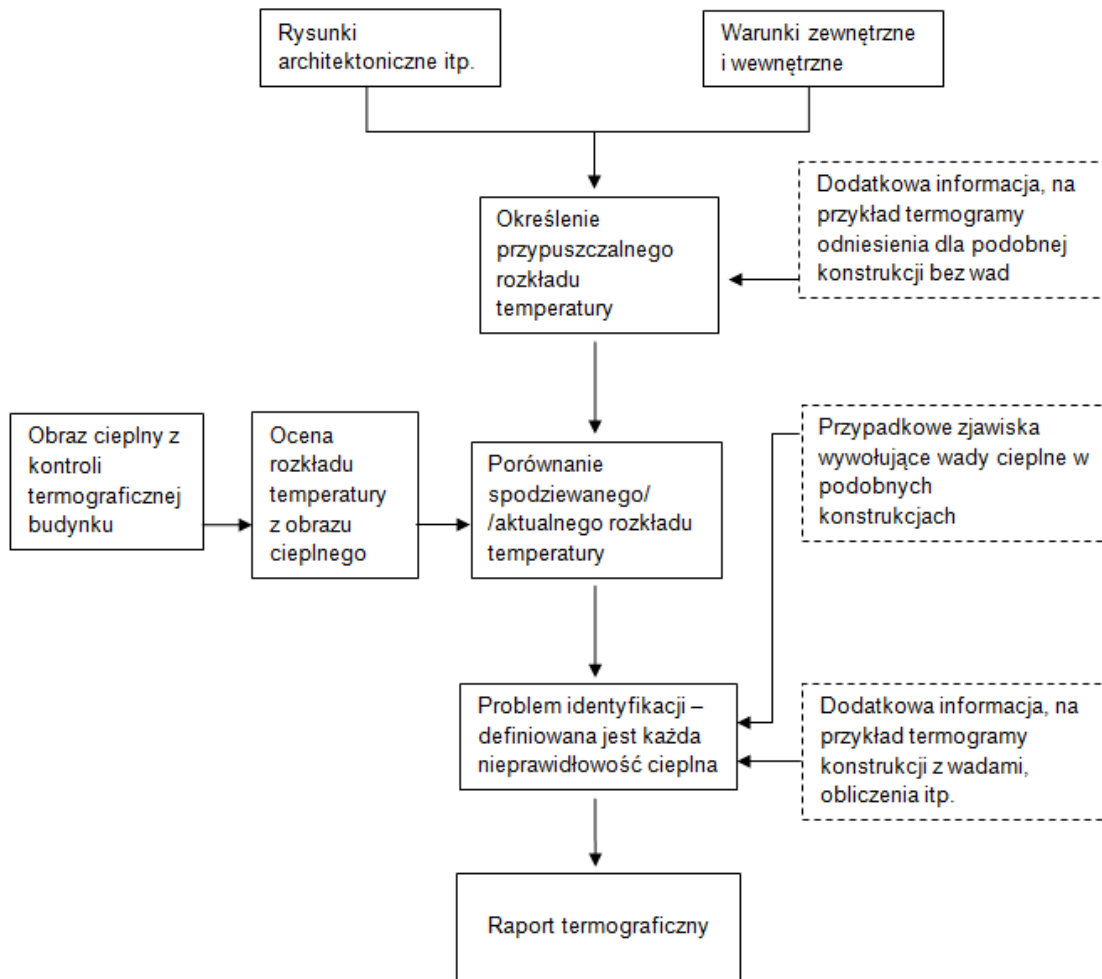 Rysunki
architektoniczne itp.
Warunki zewnętrzne
i wewnętrzne
Określenie
przypuszczalnego
rozkładu
temperatury
Dodatkowa informacja, na
przykład termogramy
odniesienia dla podobnej
konstrukcji bez wad
Obraz cieplny z
kontroli
termograficznej
budynku
Ocena
rozkładu
temperatury
z obrazu
cieplnego
Porównanie
spodziewanego/
/aktualnego rozkładu
temperatury
Przypadkowe zjawiska
wywołujące wady cieplne w
podobnych
konstrukcjach
Problem identyfikacji –
definiowana jest każda
nieprawidłowość cieplna
Dodatkowa informacja, na
przykład termogramy
konstrukcji z wadami,
obliczenia itp.
Raport termograficzny